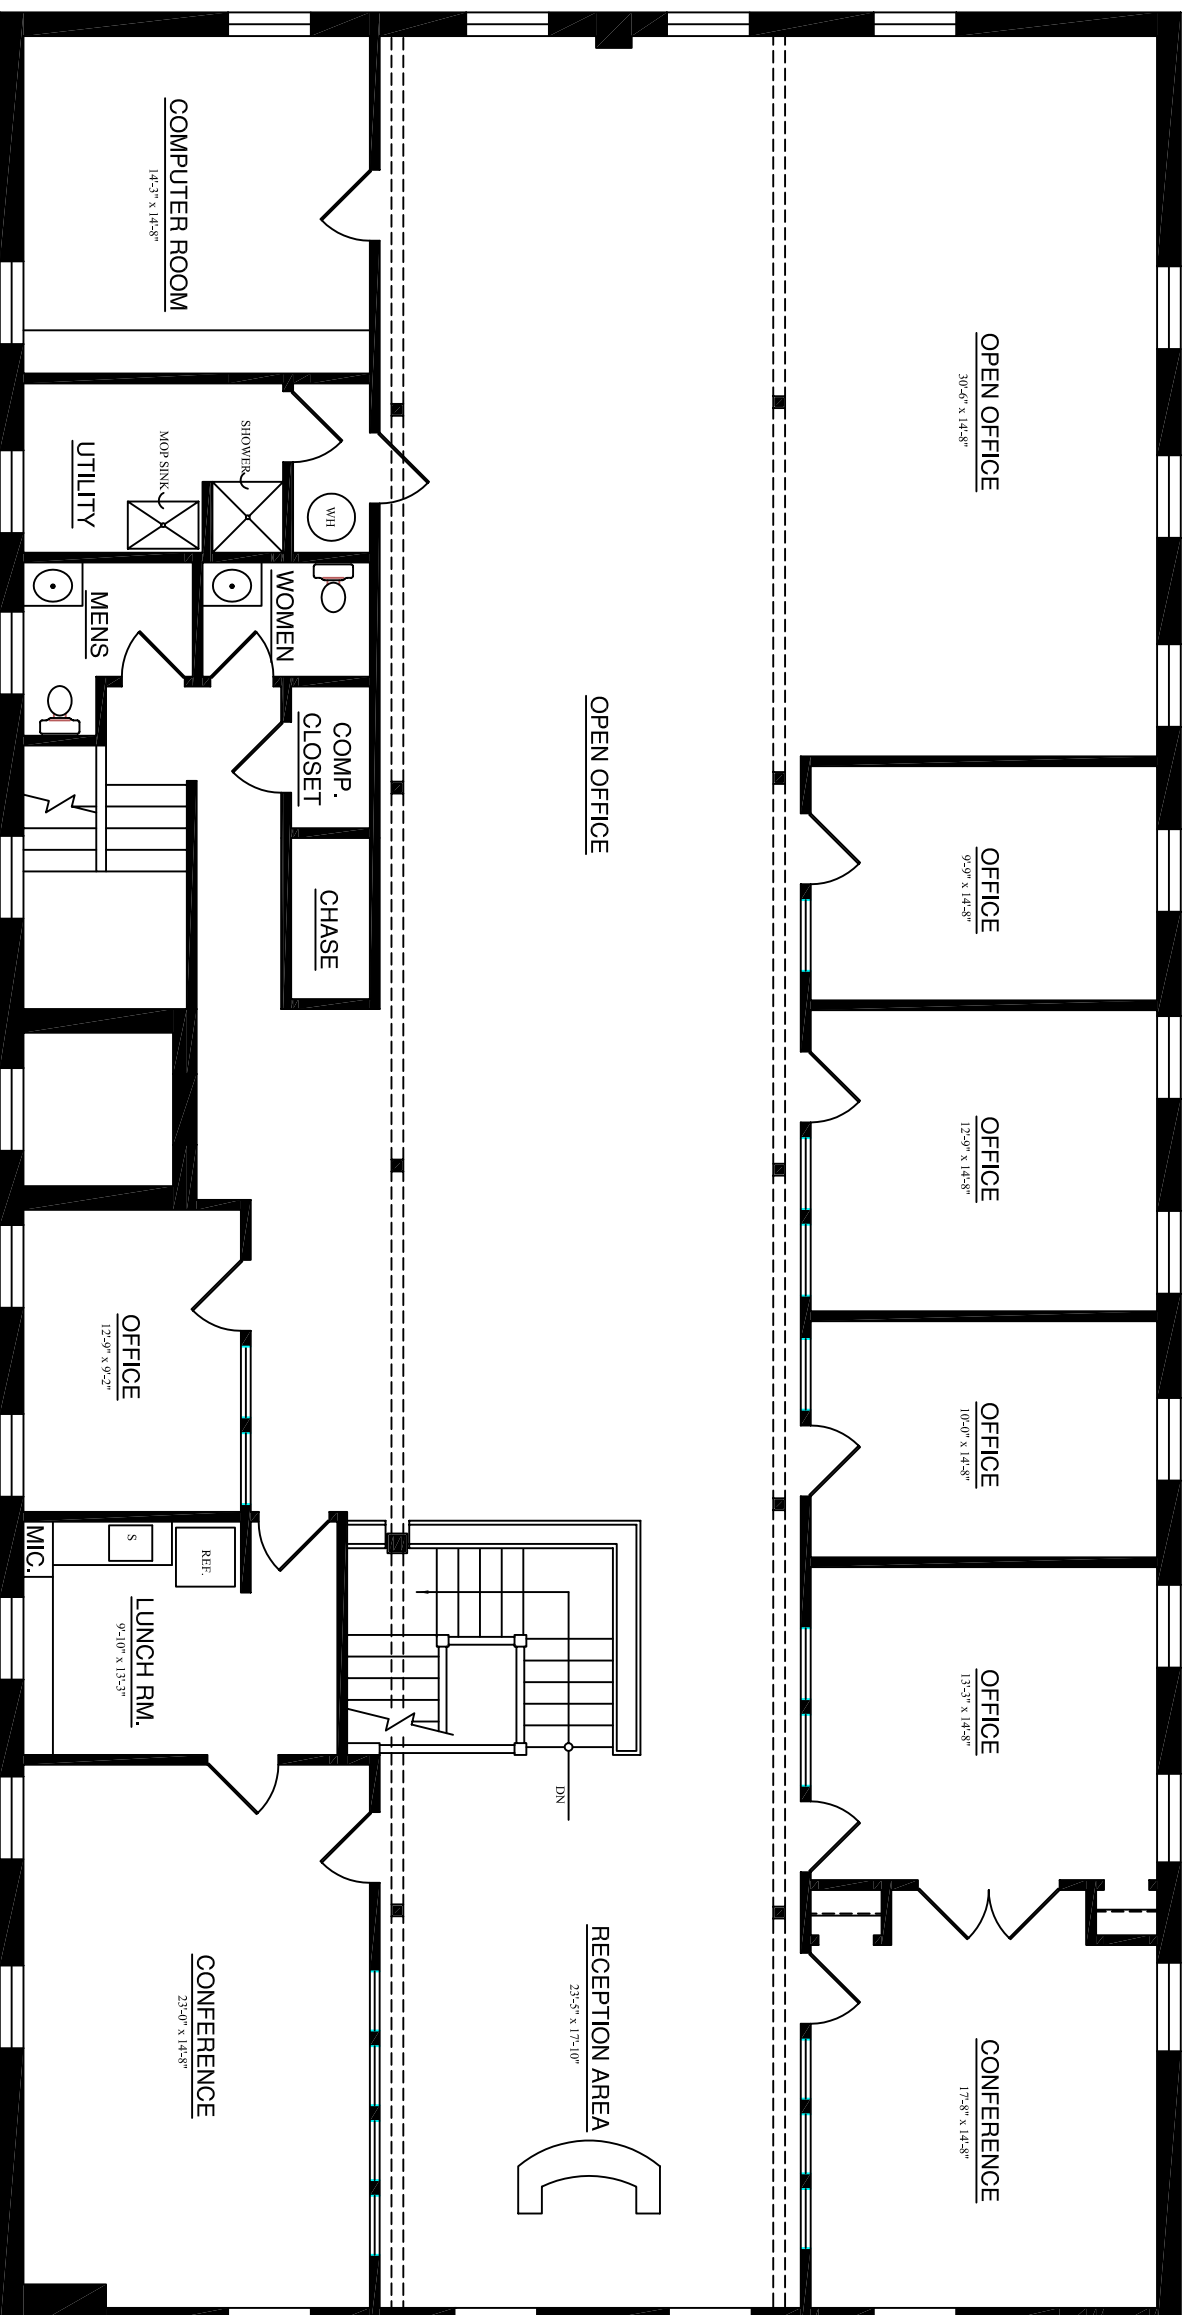 OPEN OFFICE
30'-6" x 14'-8"
OFFICE
9'-9" x 14'-8"
OFFICE
12'-9" x 14'-8"
OFFICE
10'-0" x 14'-8"
OFFICE
13'-3" x 14'-8"
CONFERENCE
17'-8" x 14'-8"
OPEN OFFICE
DN
RECEPTION AREA
23'-5" x 17'-10"
COMPUTER ROOM
14'-3" x 14'-8"
WH
SHOWER
MOP SINK
UTILITY
WOMEN
MENS
COMP.
CLOSET
CHASE
OFFICE
12'-9" x 9'-2"
REF.
S
MIC.
LUNCH RM.
9'-10" x 13'-3"
CONFERENCE
23'-0" x 14'-8"